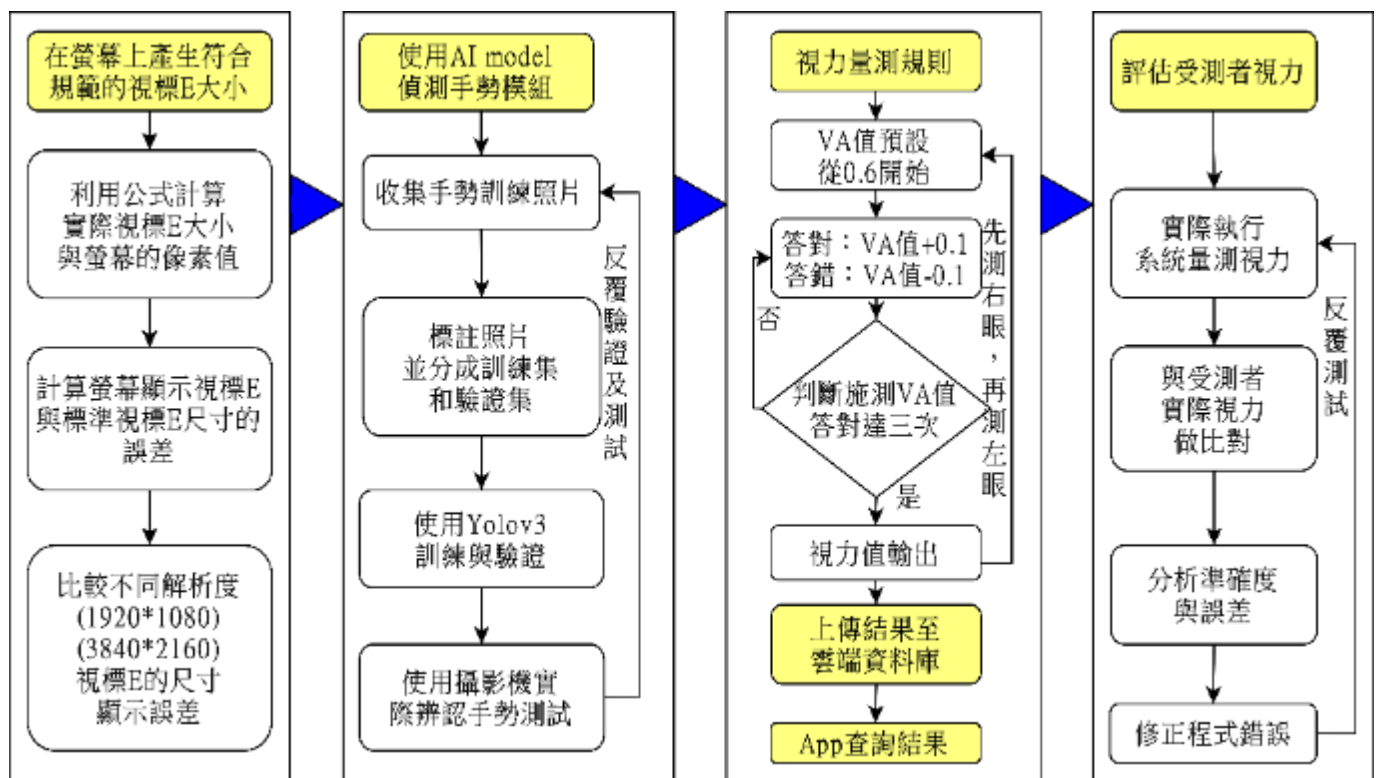 在螢幕上產生符合
規範的視標E大小
利用公式計算
實際視標E大小
與螢幕的像素值
計算螢幕顯示視標E
與標準視標E尺寸的
誤差
比較不同解析度
(1920*1080)
(3840*2160)
視標E的尺寸
顯示誤差
使用AI model
偵測手勢模組
收集手勢訓練照片
標註照片
並分成訓練集
和驗證集
使用Yolov3
訓練與驗證
使用攝影機實
際辨認手勢測試
反覆驗證及測試
視力量測規則
VA值預設
從0.6開始
答對：VA值+0.1
答錯：VA值-0.1
否
判斷施測VA值
答對達三次
是
視力值輸出
先測右眼，再測左眼
上傳結果至
雲端資料庫
App查詢結果
評估受測者視力
實際執行
系統量測視力
與受測者
實際視力
做比對
分析準確度
與誤差
修正程式錯誤
反覆測試